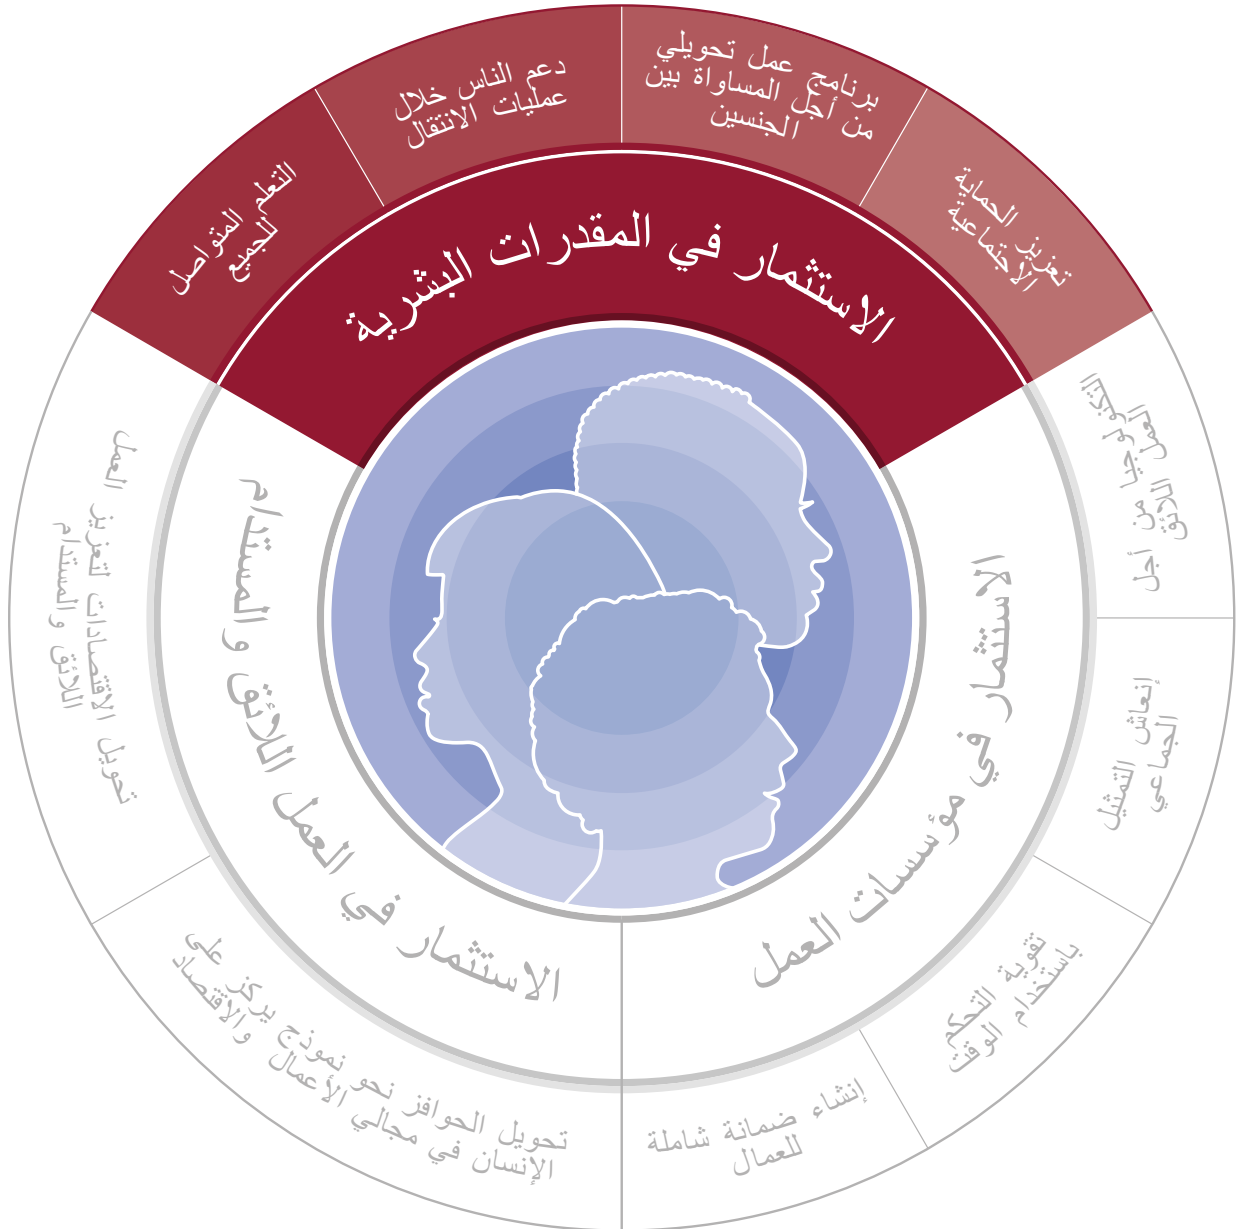 تعزيز الحماية
الاجتماعية
برنامج عمل تحويلي
من أجل المساواة بين
الجنسين
دعم الناس خلال
عمليات الانتقال
التعلم المتواصل
للجميع
الاستثمار في المقدرات البشرية
التكنولوجيا من أجل
العمل اللائق
إنعاش التمثيل
الجماعي
تقوية التحكم
باستخدام الوقت
إنشاء ضمانة شاملة
للعمال
الاستثمار في مؤسسات العمل
تحويل الاقتصادات لتعزيز العمل
اللائق والمستدام
تحويل الحوافز نحو نموذج يركز على
الإنسان في مجالي الأعمال والاقتصاد
الاستثمار في العمل اللائق والمستدام